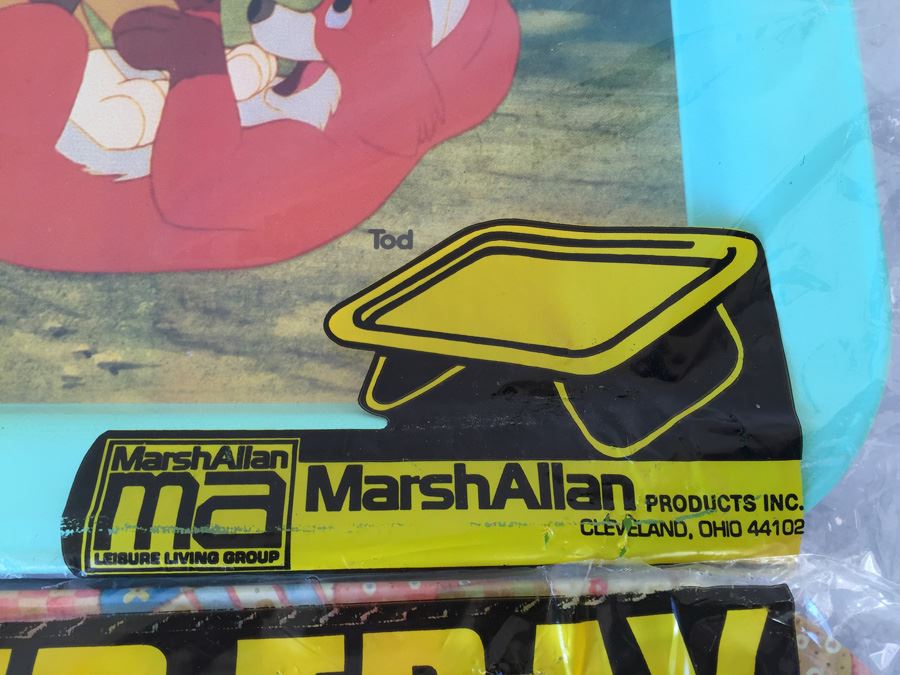 Tod
MarshAllan
ma
LEISURE LIVING GROUP
MarshAllan PRODUCTS INC.
CLEVELAND, OHIO 44102